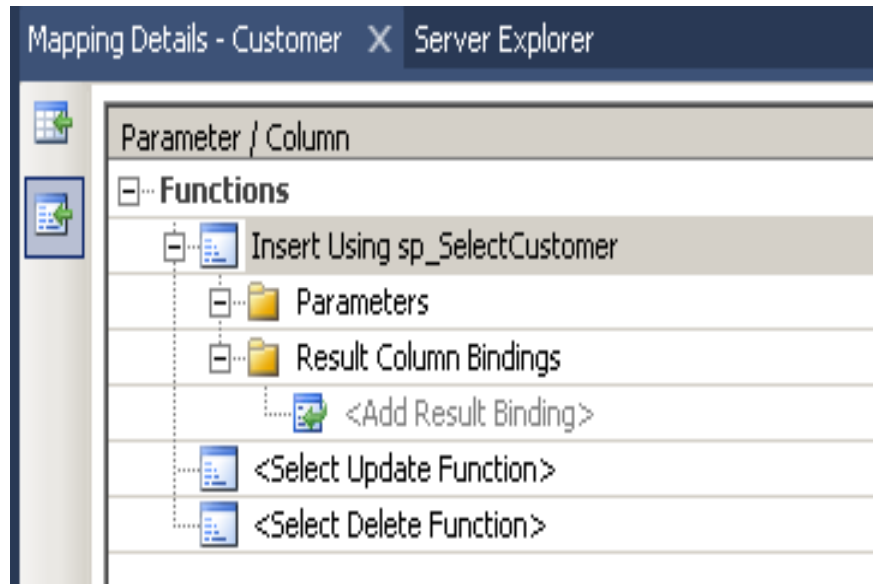 Mapping Details - Customer X Server Explorer
Parameter / Column
Functions
Insert Using sp_SelectCustomer
Parameters
Result Column Bindings
<Add Result Binding>
<Select Update Function>
<Select Delete Function>